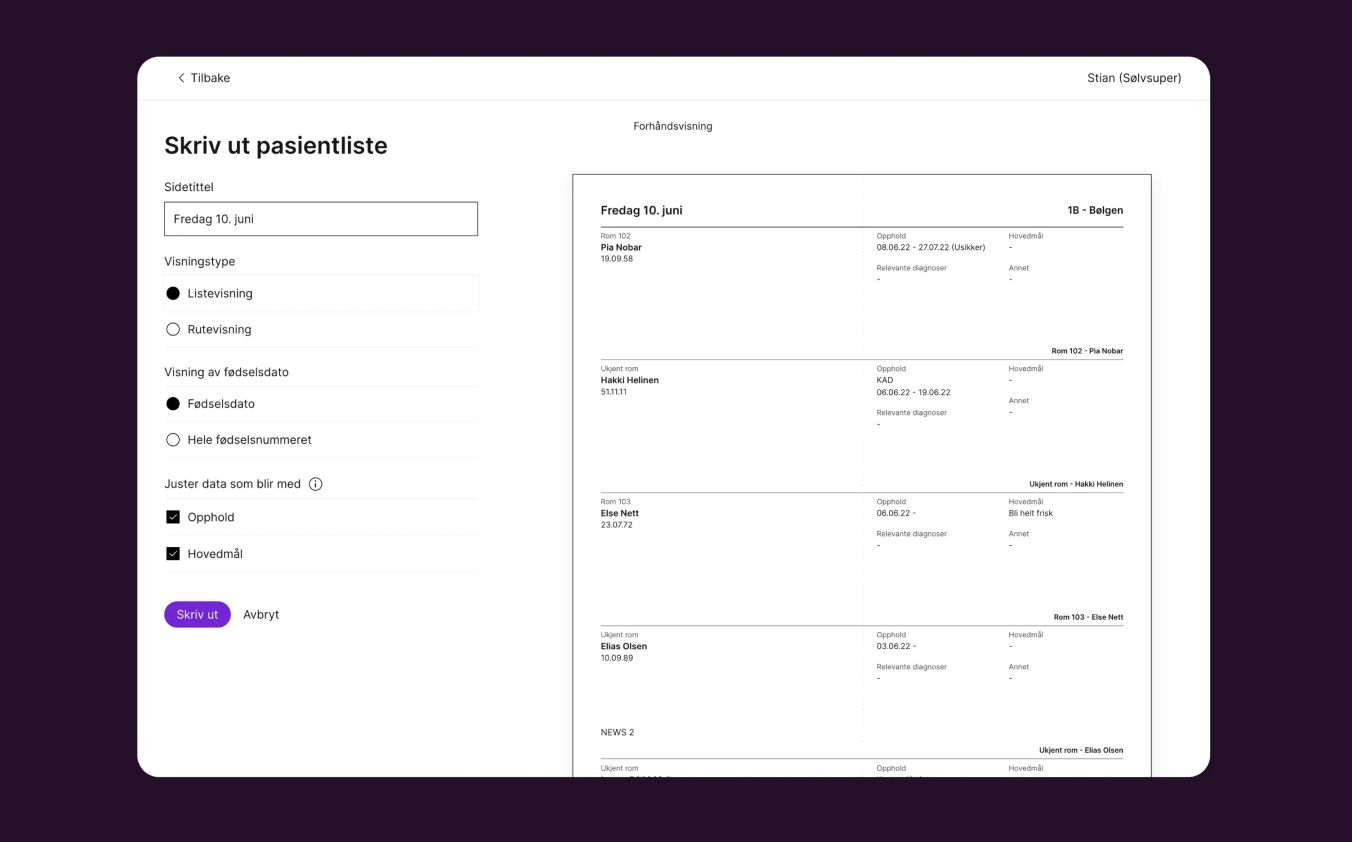 Tilbake
Stian (Sølvsuper)
Skriv ut pasientliste
Sidetittel
Fredag 10. juni
Visningstype
Listevisning
Rutevisning
Visning av fødselsdato
Fødselsdato
Hele fødselsnummeret
Juster data som blir med
Opphold
Hovedmål
Skriv ut Avbryt
Forhåndsvisning
Fredag 10. juni 1B - Bølgen
Rom 102
Pia Nobar
19.09.58
Opphold
08.06.22 - 27.07.22 (Usikker)
Relevante diagnoser
-
Hovedmål
-
Annet
-
Rom 102 - Pia Nobar
Ukjent rom
Hakki Helinen
51.11.11
Opphold
KAD
06.06.22 - 19.06.22
Relevante diagnoser
-
Hovedmål
-
Annet
-
Ukjent rom - Hakki Helinen
Rom 103
Else Nett
23.07.72
Opphold
06.06.22 -
Relevante diagnoser
-
Hovedmål
Bli helt frisk
Annet
-
Rom 103 - Else Nett
Ukjent rom
Elias Olsen
10.09.89
NEWS 2
Opphold
03.06.22 -
Relevante diagnoser
-
Hovedmål
-
Annet
-
Ukjent rom - Elias Olsen
Ukjent rom
Opphold
Hovedmål